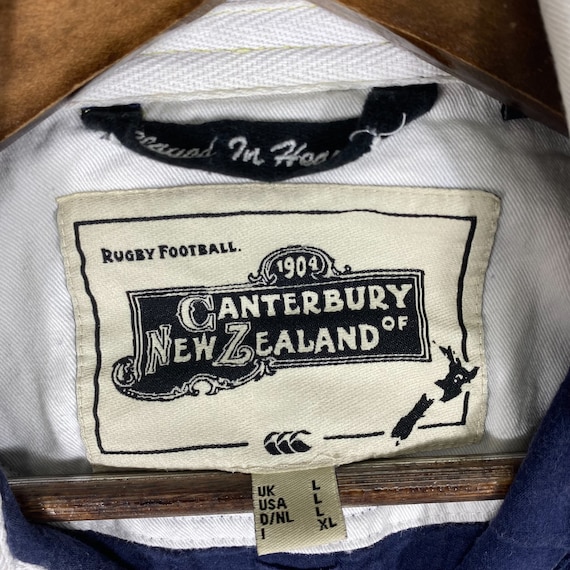 In
RUGBY FOOTBALL.
1904
CANTERBURY
OF
NEW ZEALAND
UK L
USA L
D/NL L
I XL